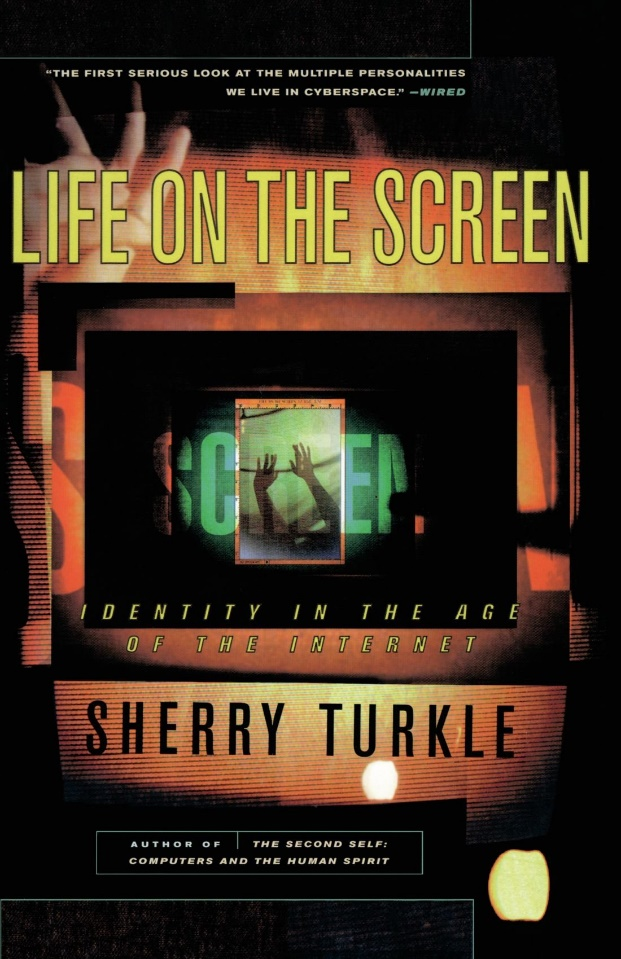 “THE FIRST SERIOUS LOOK AT THE MULTIPLE PERSONALITIES
WE LIVE IN CYBERSPACE.” —WIRED
LIFE ON THE SCREEN
SCREEN
IDENTITY IN THE AGE
OF THE INTERNET
SHERRY TURKLE
AUTHOR OF THE SECOND SELF:
COMPUTERS AND THE HUMAN SPIRIT